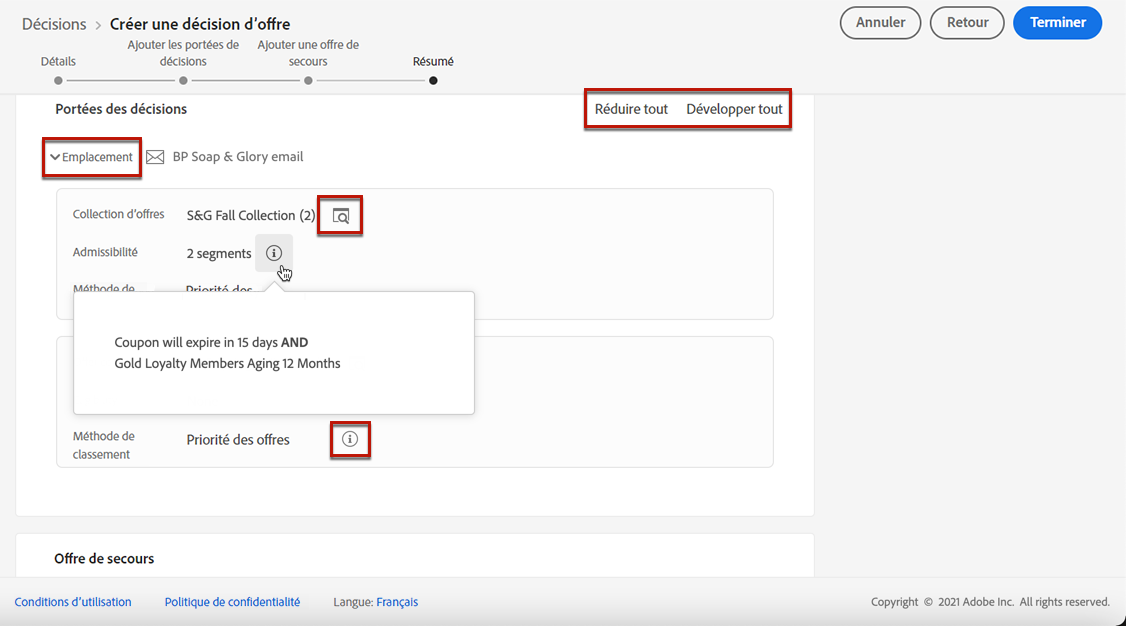 Décisions > Créer une décision d'offre
Annuler
Retour
Terminer
Détails
Ajouter les portées de
décisions
Ajouter une offre de
secours
Résumé
Portées des décisions
Réduire tout
Développer tout
Emplacement
BP Soap & Glory email
Collection d'offres
S&G Fall Collection (2)
Admissibilité
2 segments
Méthode de
Priorité des
Coupon will expire in 15 days AND
Gold Loyalty Members Aging 12 Months
Méthode de
classement
Priorité des offres
Offre de secours
Conditions d'utilisation
Politique de confidentialité
Langue: Français
Copyright © 2021 Adobe Inc. All rights reserved.